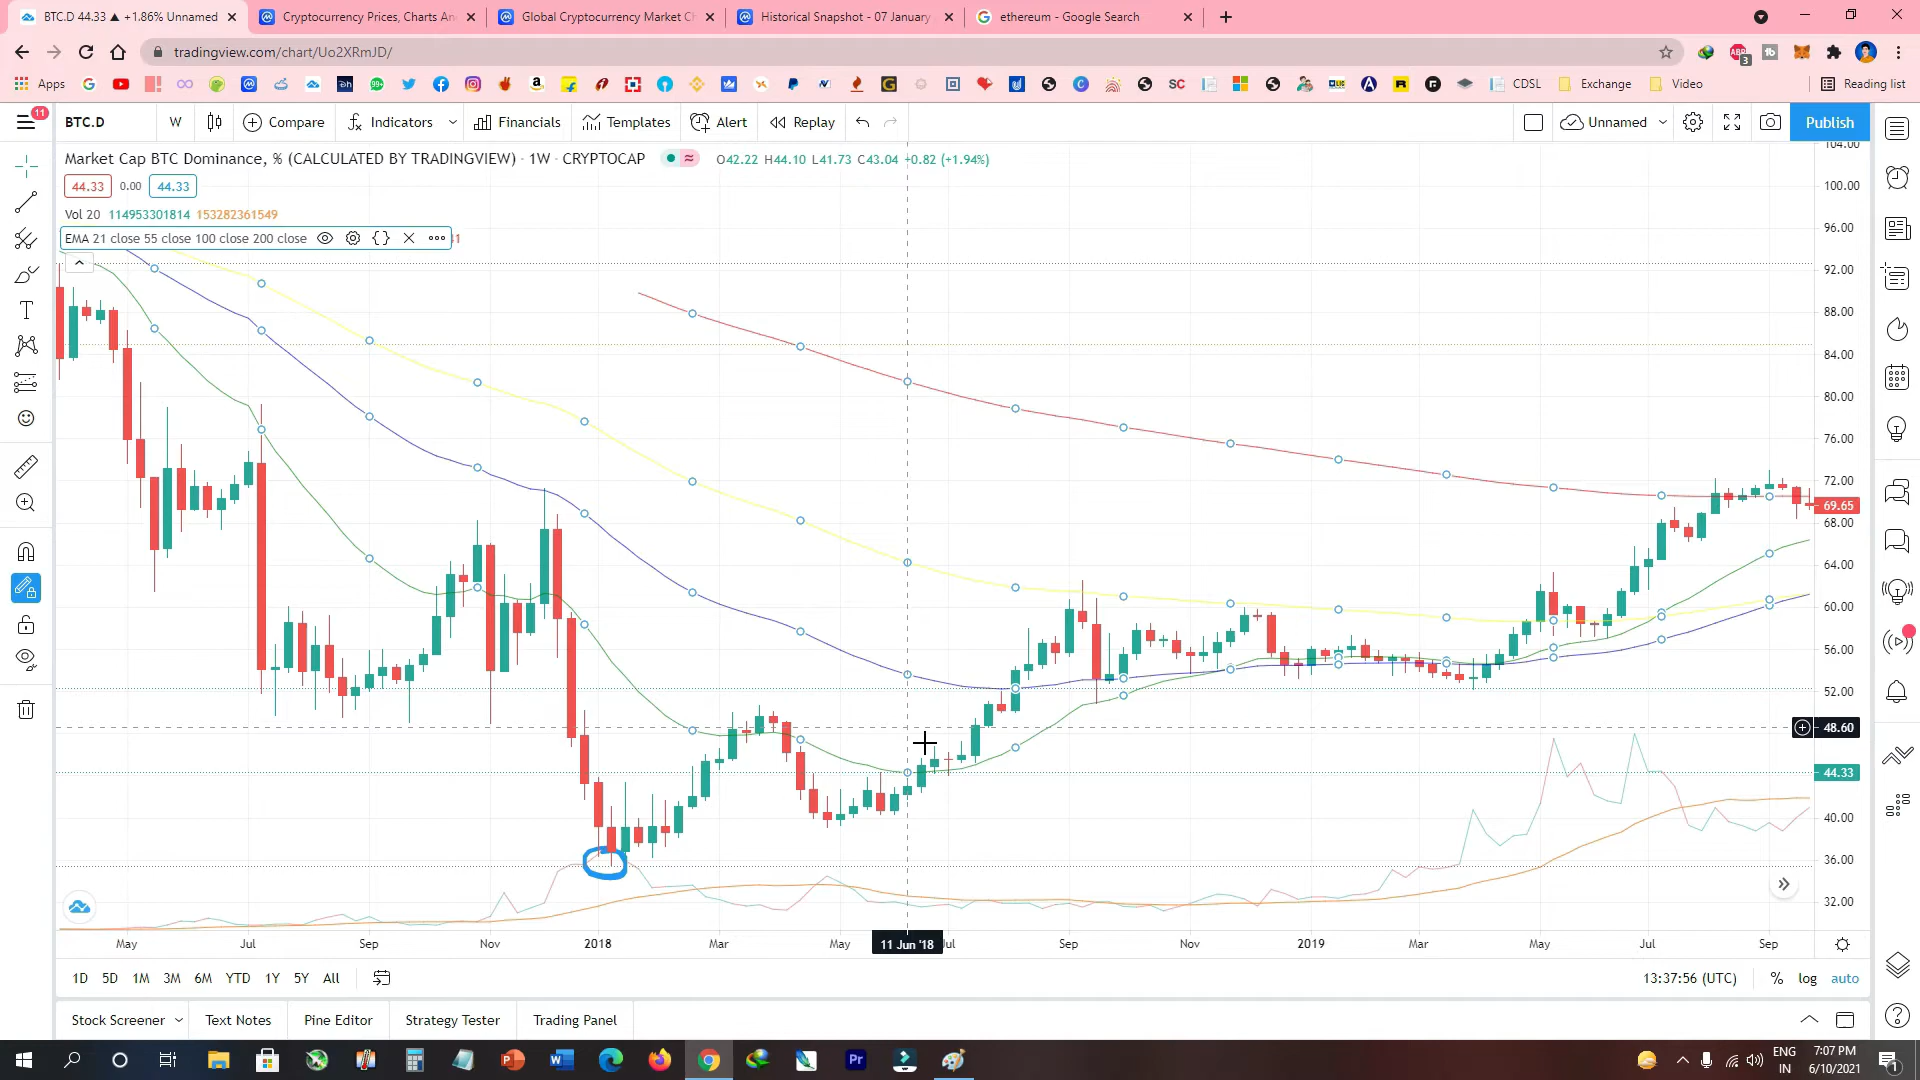 BTC.D 44.33 ▲ +1.86% Unnamed
Cryptocurrency Prices, Charts An
Global Cryptocurrency Market Ch
Historical Snapshot - 07 January
ethereum - Google Search
tradingview.com/chart/Uo2XRmJD/
Apps
CDSL
Exchange
Video
Reading list
11
BTC.D
W
Compare
Indicators
Financials
Templates
Alert
Replay
Unnamed
Publish
Market Cap BTC Dominance, % (CALCULATED BY TRADINGVIEW) · 1W · CRYPTOCAP
O42.22 H44.10 L41.73 C43.04 +0.82 (+1.94%)
44.33 0.00 44.33
Vol 20 114953301814 153282361549
EMA 21 close 55 close 100 close 200 close
104.00
100.00
96.00
92.00
88.00
84.00
80.00
76.00
72.00
69.65
68.00
64.00
60.00
56.00
52.00
48.60
44.33
40.00
36.00
32.00
May Jul Sep Nov 2018 Mar May 11 Jun '18 Jul Sep Nov 2019 Mar May Jul Sep
1D 5D 1M 3M 6M YTD 1Y 5Y All
13:37:56 (UTC) % log auto
Stock Screener Text Notes Pine Editor Strategy Tester Trading Panel
ENG
IN
7:07 PM
6/10/2021